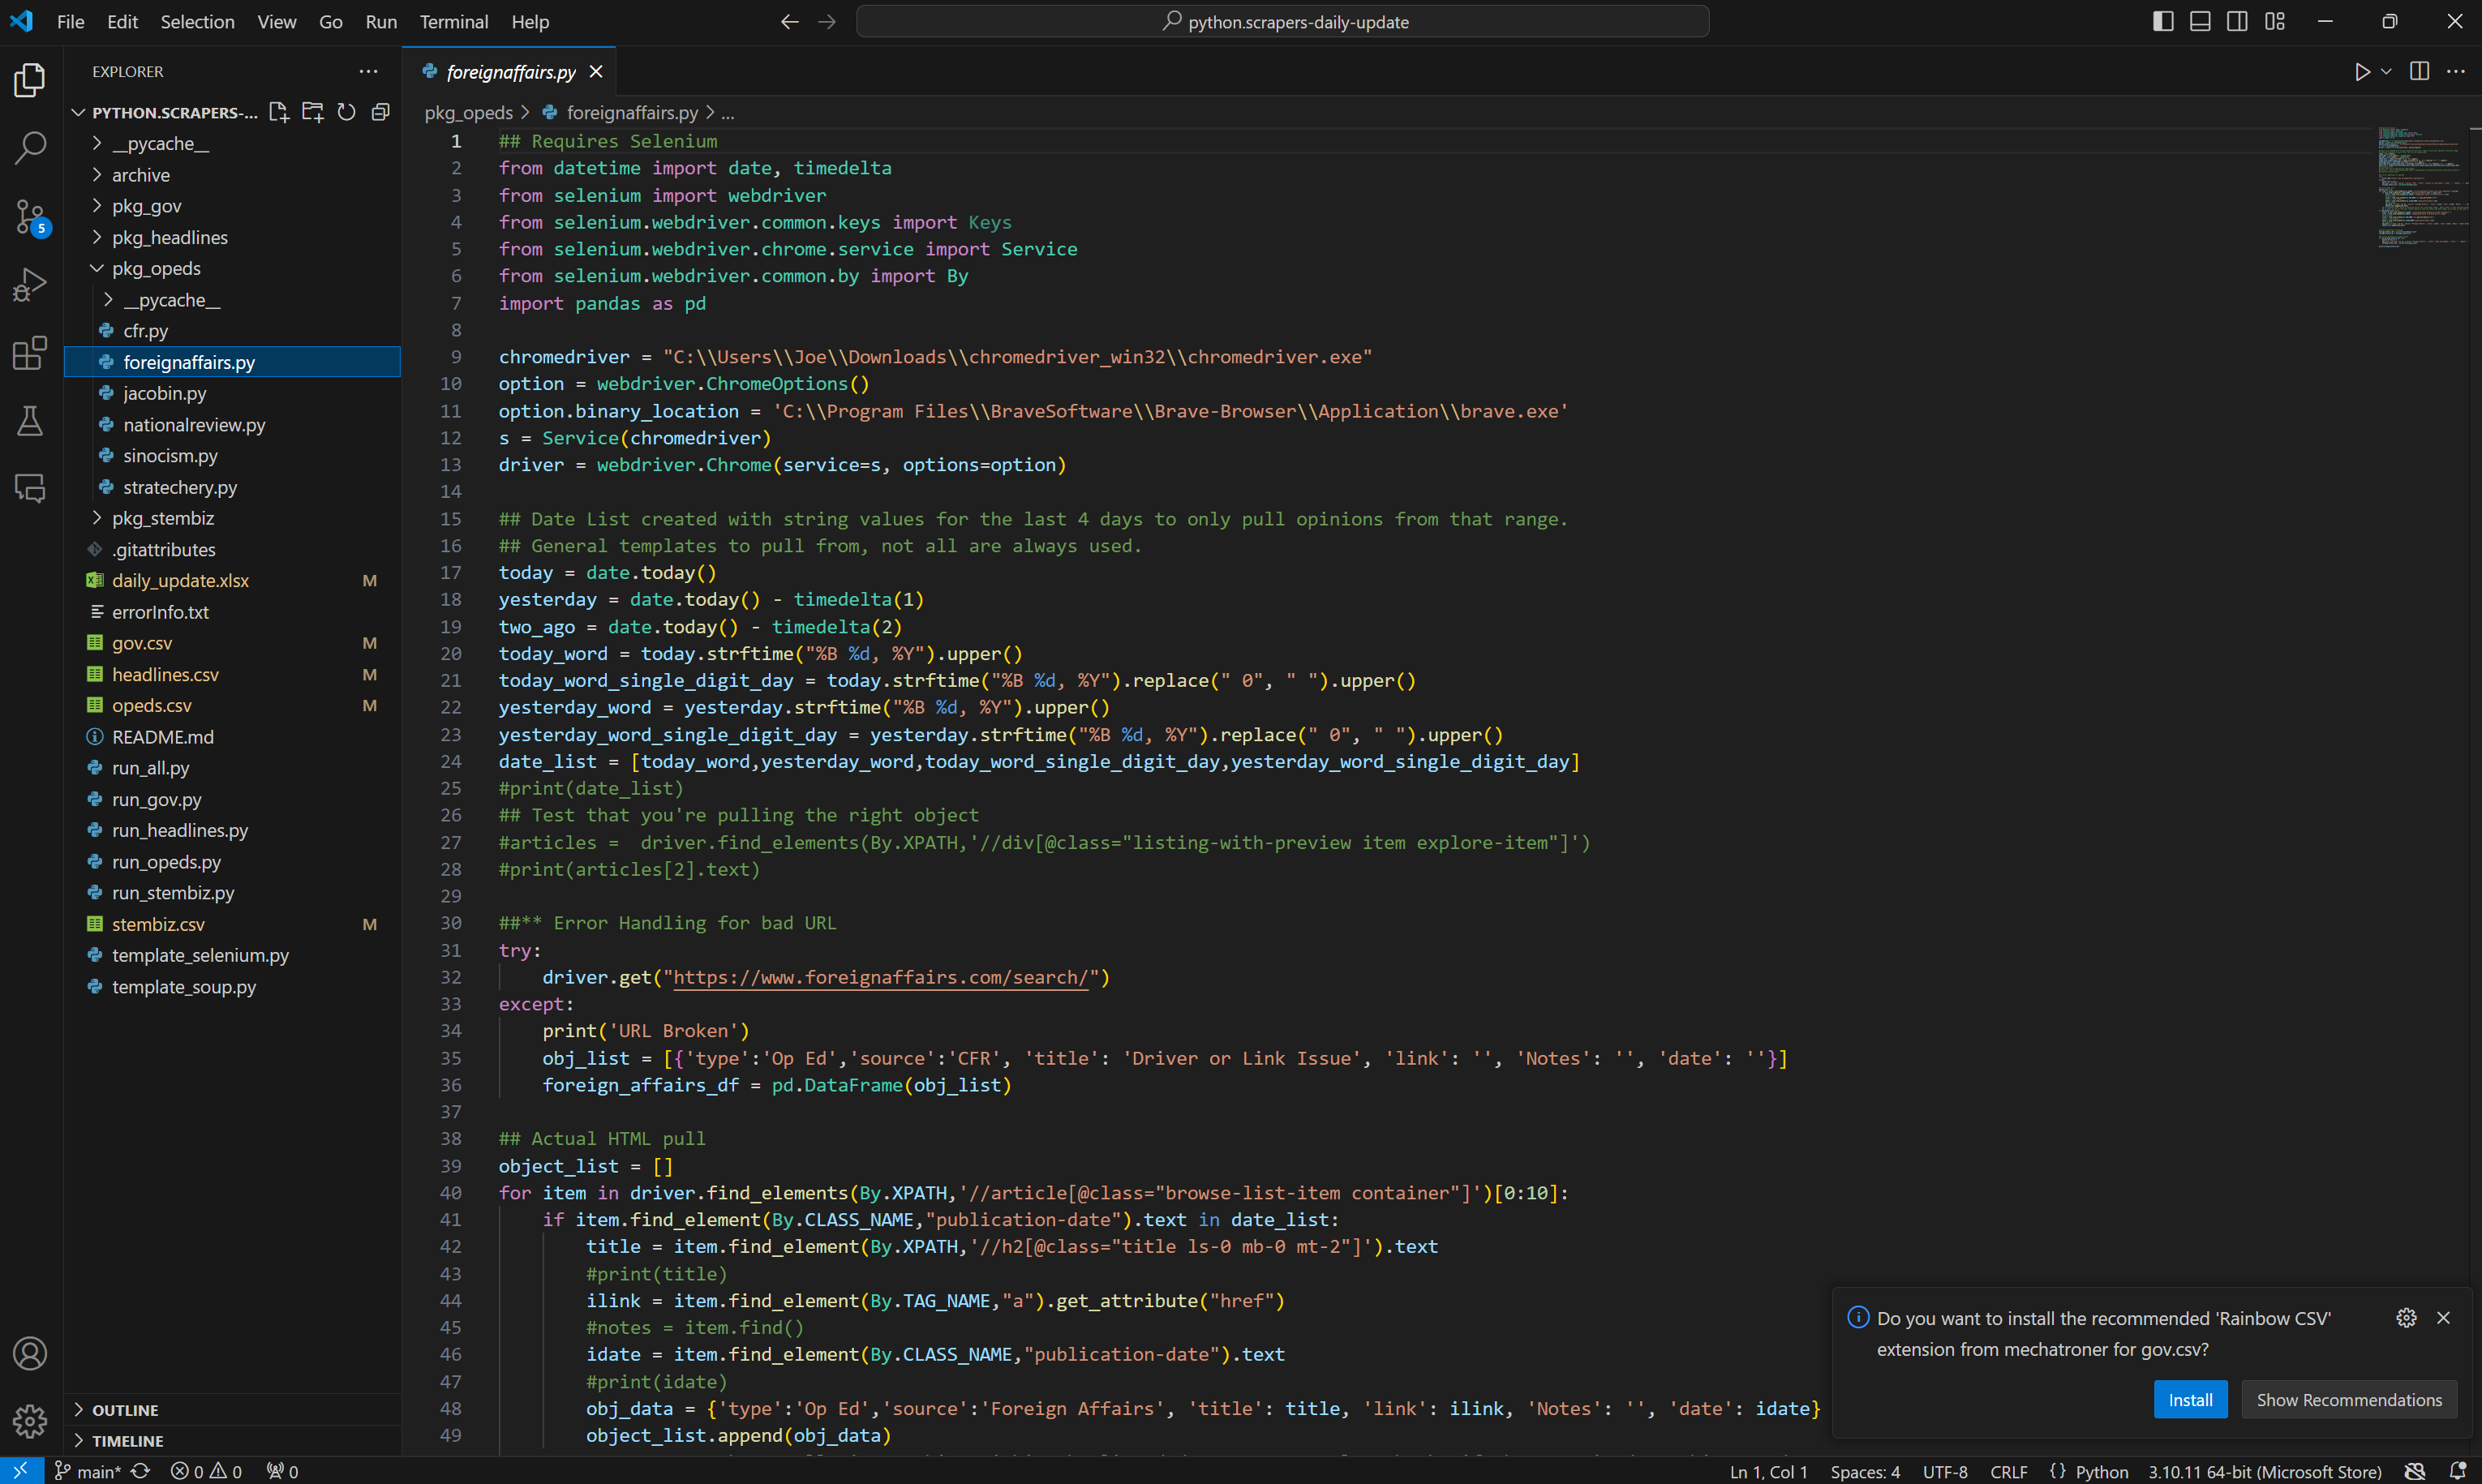 File Edit Selection View Go Run Terminal Help
python.scrapers-daily-update
EXPLORER
PYTHON.SCRAPERS-...
__pycache__
archive
pkg_gov
pkg_headlines
pkg_opeds
__pycache__
cfr.py
foreignaffairs.py
jacobin.py
nationalreview.py
sinocism.py
stratechery.py
pkg_stembiz
.gitattributes
daily_update.xlsx M
errorInfo.txt
gov.csv M
headlines.csv M
opeds.csv M
README.md
run_all.py
run_gov.py
run_headlines.py
run_opeds.py
run_stembiz.py
stembiz.csv M
template_selenium.py
template_soup.py
OUTLINE
TIMELINE
5
foreignaffairs.py
pkg_opeds > foreignaffairs.py > ...
1 ## Requires Selenium
2 from datetime import date, timedelta
3 from selenium import webdriver
4 from selenium.webdriver.common.keys import Keys
5 from selenium.webdriver.chrome.service import Service
6 from selenium.webdriver.common.by import By
7 import pandas as pd
8
9 chromedriver = "C:\\Users\\Joe\\Downloads\\chromedriver_win32\\chromedriver.exe"
10 option = webdriver.ChromeOptions()
11 option.binary_location = 'C:\\Program Files\\BraveSoftware\\Brave-Browser\\Application\\brave.exe'
12 s = Service(chromedriver)
13 driver = webdriver.Chrome(service=s, options=option)
14
15 ## Date List created with string values for the last 4 days to only pull opinions from that range.
16 ## General templates to pull from, not all are always used.
17 today = date.today()
18 yesterday = date.today() - timedelta(1)
19 two_ago = date.today() - timedelta(2)
20 today_word = today.strftime("%B %d, %Y").upper()
21 today_word_single_digit_day = today.strftime("%B %d, %Y").replace(" 0", " ").upper()
22 yesterday_word = yesterday.strftime("%B %d, %Y").upper()
23 yesterday_word_single_digit_day = yesterday.strftime("%B %d, %Y").replace(" 0", " ").upper()
24 date_list = [today_word,yesterday_word,today_word_single_digit_day,yesterday_word_single_digit_day]
25 #print(date_list)
26 ## Test that you're pulling the right object
27 #articles =  driver.find_elements(By.XPATH,'//div[@class="listing-with-preview item explore-item"]')
28 #print(articles[2].text)
29
30 ##** Error Handling for bad URL
31 try:
32     driver.get("https://www.foreignaffairs.com/search/")
33 except:
34     print('URL Broken')
35     obj_list = [{'type':'Op Ed','source':'CFR', 'title': 'Driver or Link Issue', 'link': '', 'Notes': '', 'date': ''}]
36     foreign_affairs_df = pd.DataFrame(obj_list)
37
38 ## Actual HTML pull
39 object_list = []
40 for item in driver.find_elements(By.XPATH,'//article[@class="browse-list-item container"]')[0:10]:
41     if item.find_element(By.CLASS_NAME,"publication-date").text in date_list:
42         title = item.find_element(By.XPATH,'//h2[@class="title ls-0 mb-0 mt-2"]').text
43         #print(title)
44         ilink = item.find_element(By.TAG_NAME,"a").get_attribute("href")
45         #notes = item.find()
46         idate = item.find_element(By.CLASS_NAME,"publication-date").text
47         #print(idate)
48         obj_data = {'type':'Op Ed','source':'Foreign Affairs', 'title': title, 'link': ilink, 'Notes': '', 'date': idate}
49         object_list.append(obj_data)
Do you want to install the recommended 'Rainbow CSV'
extension from mechatroner for gov.csv?
Install Show Recommendations
main* 0 0 0 Ln 1, Col 1 Spaces: 4 UTF-8 CRLF {} Python 3.10.11 64-bit (Microsoft Store)